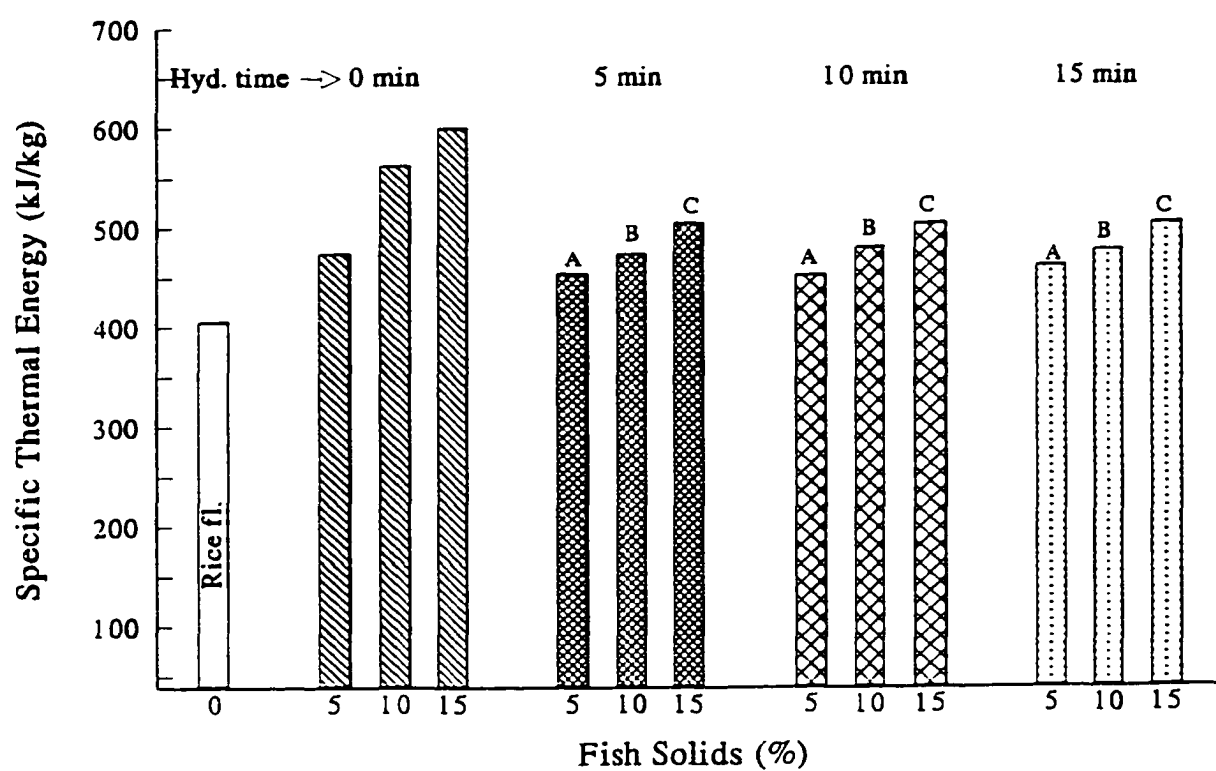 700
Hyd. time -> 0 min 5 min 10 min 15 min
600
500
400
300
200
100
Specific Thermal Energy (kJ/kg)
Rice fl.
A B C A B C A B C
0 5 10 15 5 10 15 5 10 15 5 10 15
Fish Solids (%)